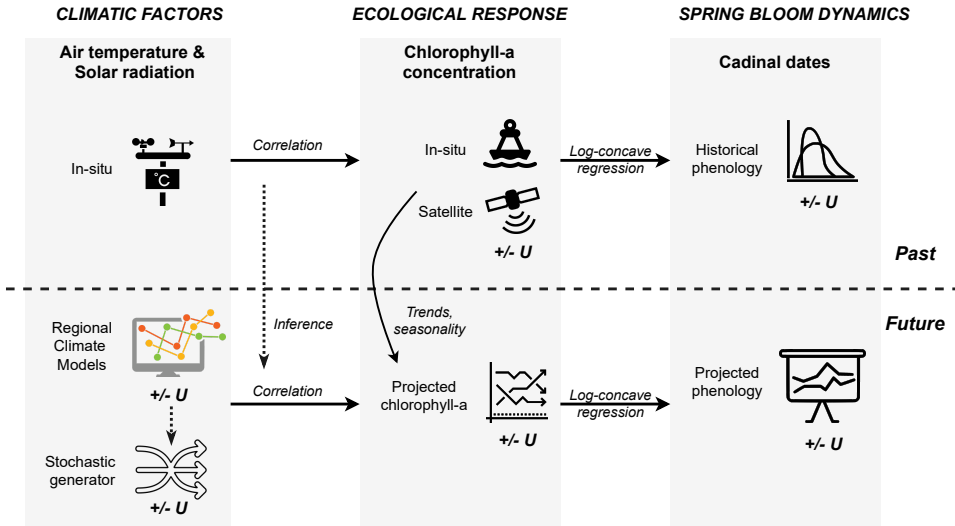 CLIMATIC FACTORS
ECOLOGICAL RESPONSE
SPRING BLOOM DYNAMICS
Air temperature &
Solar radiation
Chlorophyll-a
concentration
Cadinal dates
In-situ
°C
Correlation
In-situ
Satellite
+/- U
Log-concave
regression
Historical
phenology
+/- U
Past
Future
Regional
Climate
Models
+/- U
Stochastic
generator
+/- U
Inference
Correlation
Trends,
seasonality
Projected
chlorophyll-a
+/- U
Log-concave
regression
Projected
phenology
+/- U